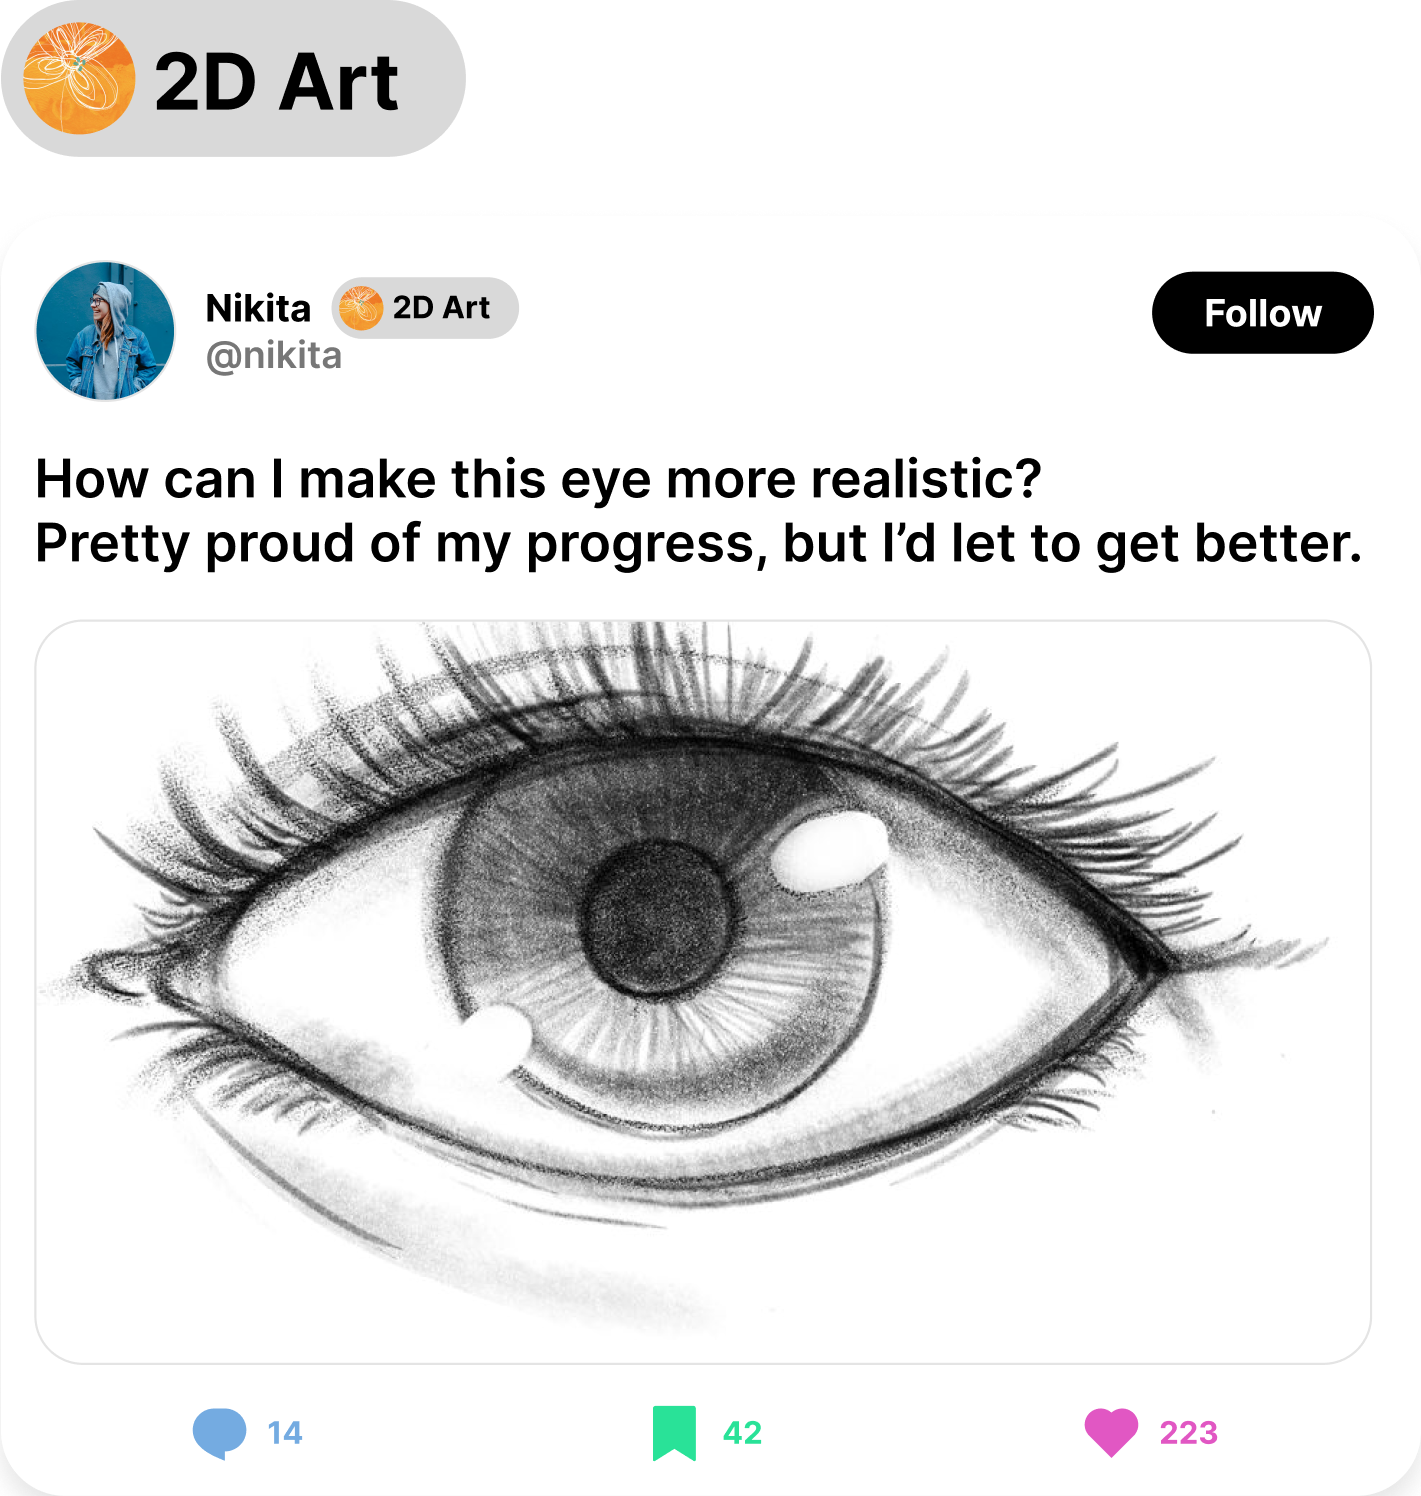 2D Art
Nikita 2D Art
@nikita
Follow
How can I make this eye more realistic?
Pretty proud of my progress, but I’d let to get better.
14
42
223